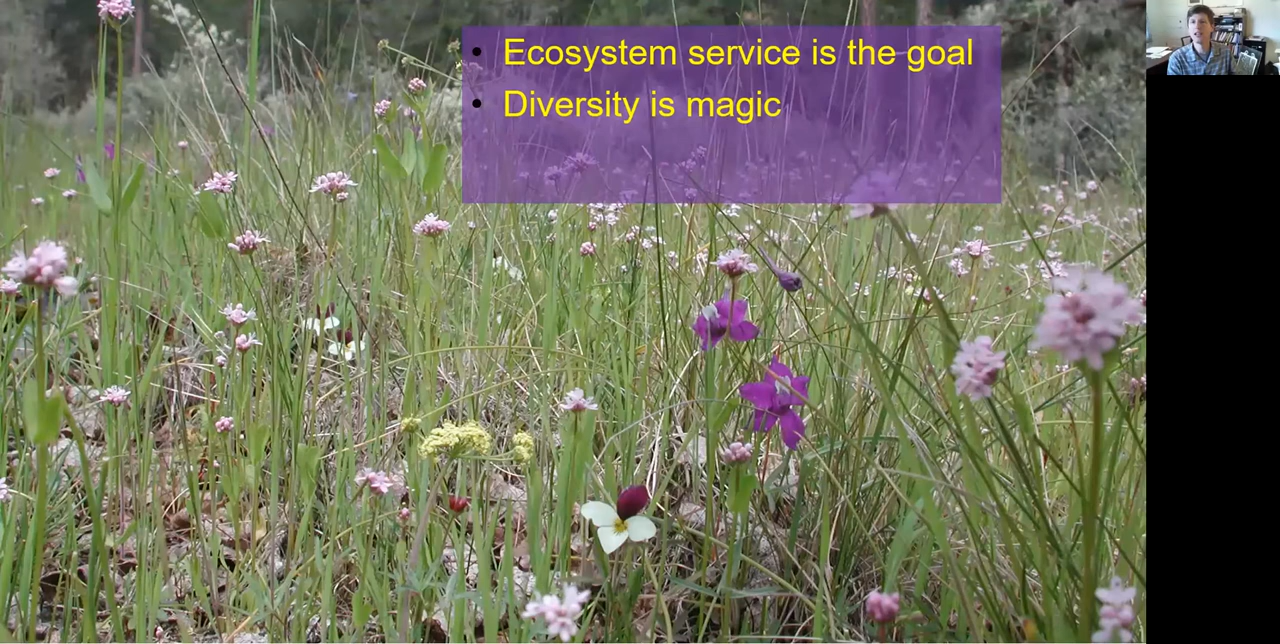 • Ecosystem service is the goal
• Diversity is magic